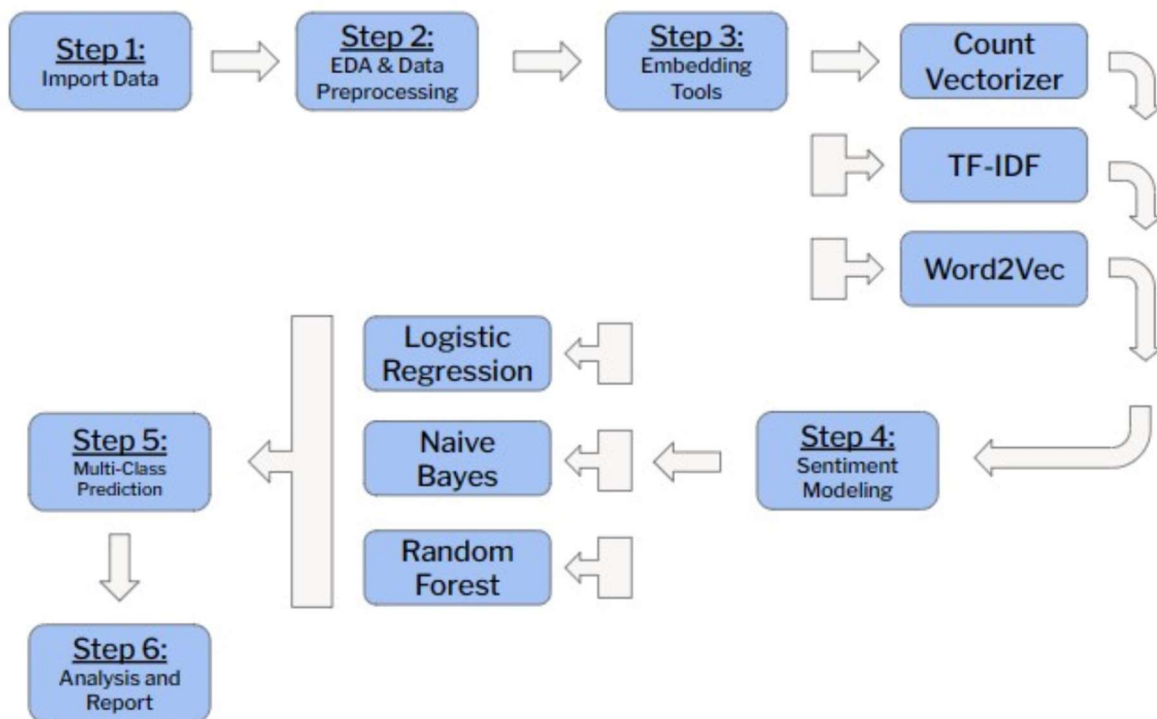 Step 1:
Import Data
Step 2:
EDA & Data
Preprocessing
Step 3:
Embedding
Tools
Count
Vectorizer
TF-IDF
Word2Vec
Step 4:
Sentiment
Modeling
Logistic
Regression
Naive
Bayes
Random
Forest
Step 5:
Multi-Class
Prediction
Step 6:
Analysis and
Report